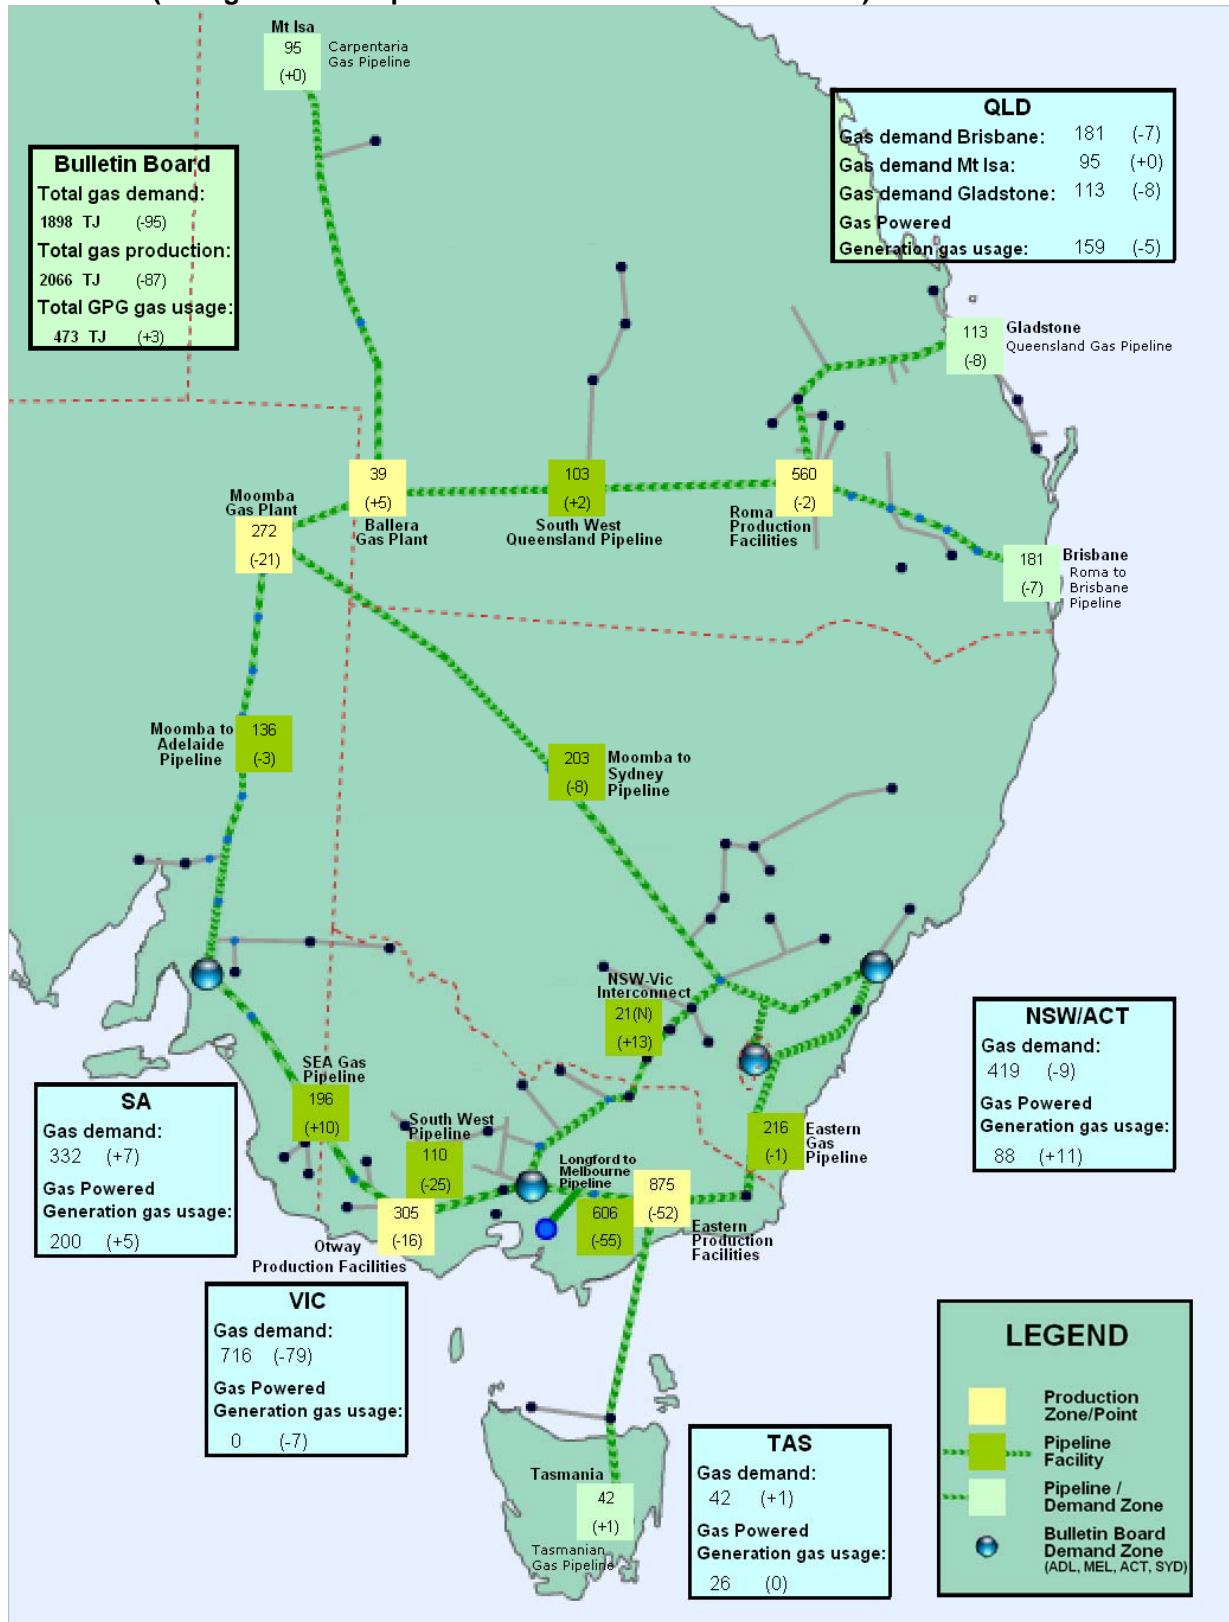 Mt Isa
95
(+0)
Carpentaria
Gas Pipeline
Bulletin Board
Total gas demand:
1898 TJ (-95)
Total gas production:
2066 TJ (-87)
Total GPG gas usage:
473 TJ (+3)
QLD
Gas demand Brisbane: 181 (-7)
Gas demand Mt Isa: 95 (+0)
Gas demand Gladstone: 113 (-8)
Gas Powered
Generation gas usage: 159 (-5)
113
(-8)
Gladstone
Queensland Gas Pipeline
Moomba
Gas Plant
272
(-21)
39
(+5)
Ballera
Gas Plant
103
(+2)
South West
Queensland Pipeline
560
(-2)
Roma
Production
Facilities
181
(-7)
Brisbane
Roma to
Brisbane
Pipeline
Moomba to
Adelaide
Pipeline
136
(-3)
203
(-8)
Moomba to
Sydney
Pipeline
NSW-Vic
Interconnect
21(N)
(+13)
NSW/ACT
Gas demand:
419 (-9)
Gas Powered
Generation gas usage:
88 (+11)
SEA Gas
Pipeline
196
(+10)
SA
Gas demand:
332 (+7)
Gas Powered
Generation gas usage:
200 (+5)
South West
Pipeline
110
(-25)
Longford to
Melbourne
Pipeline
216
(-1)
Eastern
Gas
Pipeline
305
(-16)
Otway
Production Facilities
606
(-55)
875
(-52)
Eastern
Production
Facilities
VIC
Gas demand:
716 (-79)
Gas Powered
Generation gas usage:
0 (-7)
Tasmania
42
(+1)
Tasmanian
Gas Pipeline
TAS
Gas demand:
42 (+1)
Gas Powered
Generation gas usage:
26 (0)
LEGEND
Production
Zone/Point
Pipeline
Facility
Pipeline /
Demand Zone
Bulletin Board
Demand Zone
(ADL, MEL, ACT, SYD)